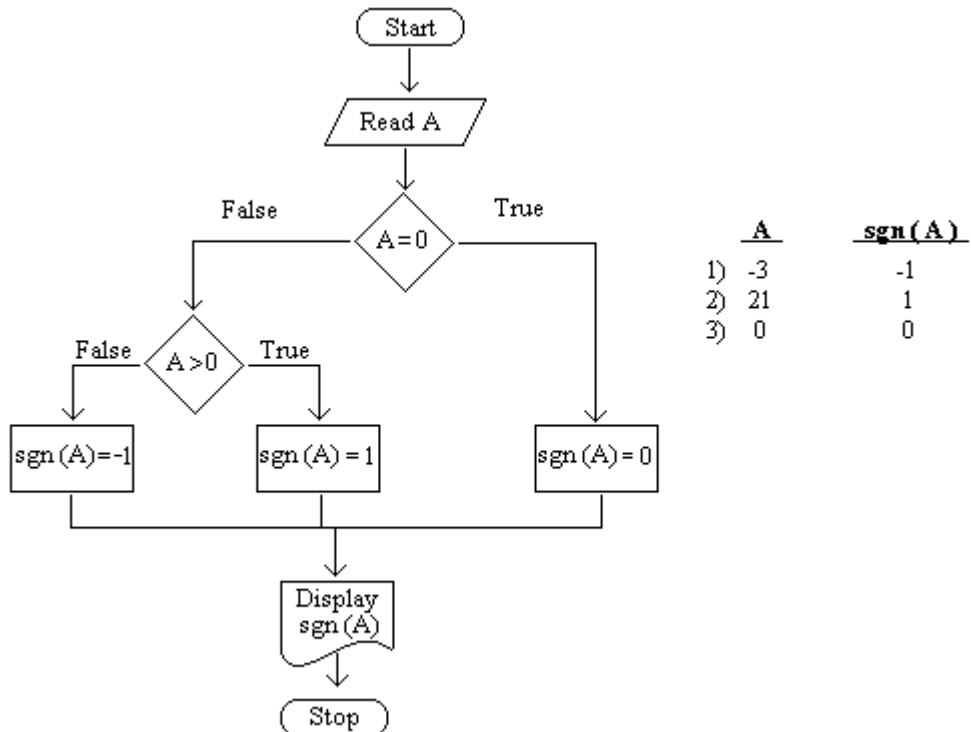 Start
Read A
False
True
A = 0
False
True
A >0
sgn (A) =-1
sgn (A) = 1
sgn (A) = 0
Display
sgn (A)
Stop
A sgn (A)
1) -3 -1
2) 21 1
3) 0 0